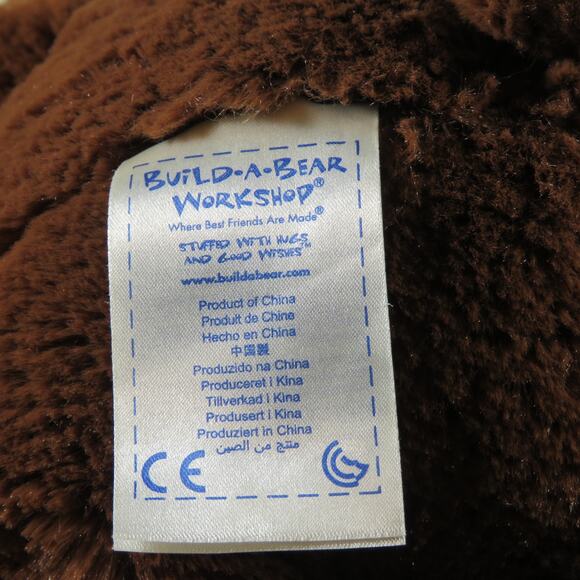 BUILD-A-BEAR
WORKSHOP®
Where Best Friends Are Made®
STUFFED WITH HUGS
AND GOOD WISHES™
www.buildabear.com
Product of China
Produit de Chine
Hecho en China
中國製
Produzido na China
Produceret i Kina
Tillverkad i Kina
Produsert i Kina
Produziert in China
منتج من الصين
CE